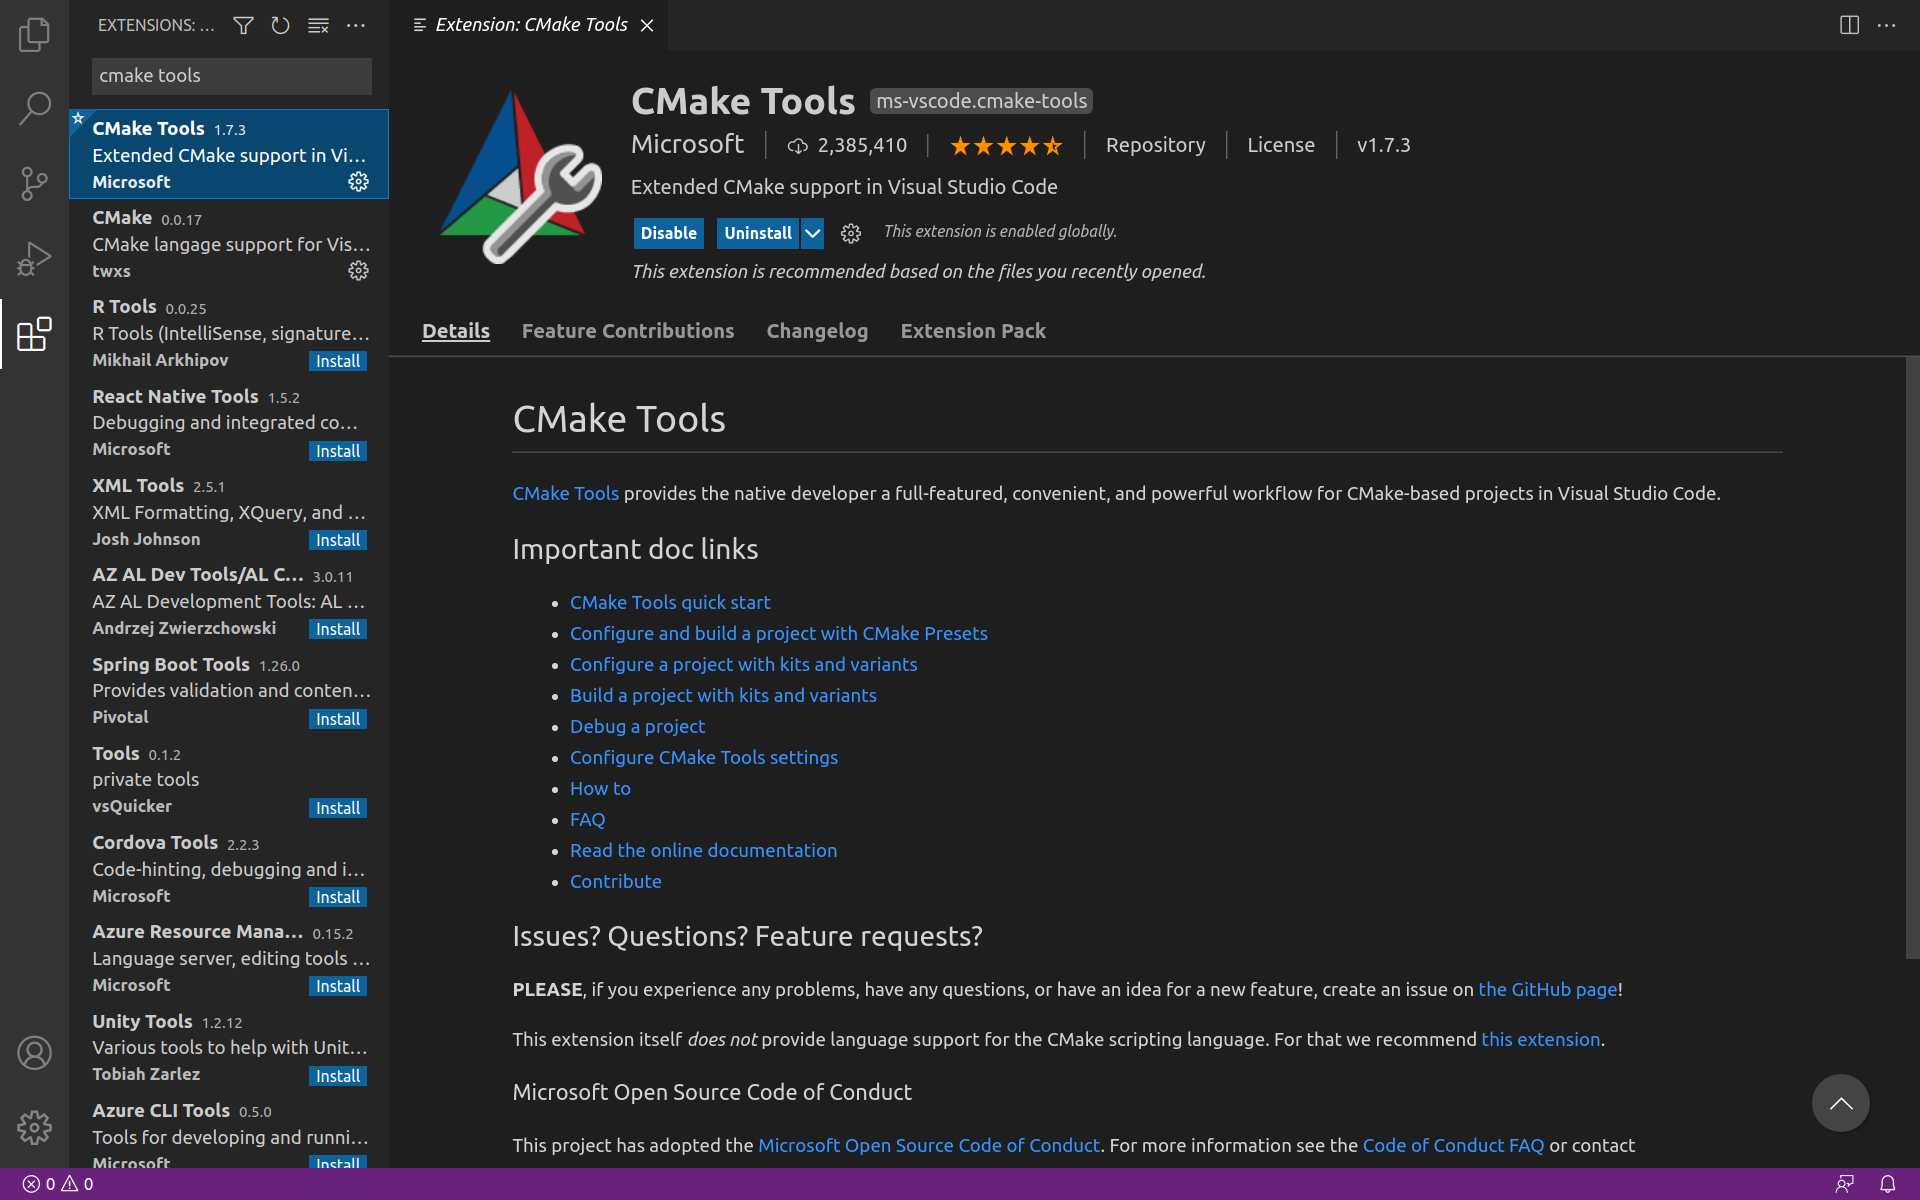 EXTENSIONS: ...
cmake tools
CMake Tools 1.7.3
Extended CMake support in Vi...
Microsoft
CMake 0.0.17
CMake langage support for Vis...
twxs
R Tools 0.0.25
R Tools (IntelliSense, signature...
Mikhail Arkhipov Install
React Native Tools 1.5.2
Debugging and integrated co...
Microsoft Install
XML Tools 2.5.1
XML Formatting, XQuery, and ...
Josh Johnson Install
AZ AL Dev Tools/AL C... 3.0.11
AZ AL Development Tools: AL ...
Andrzej Zwierzchowski Install
Spring Boot Tools 1.26.0
Provides validation and conten...
Pivotal Install
Tools 0.1.2
private tools
vsQuicker Install
Cordova Tools 2.2.3
Code-hinting, debugging and i...
Microsoft Install
Azure Resource Mana... 0.15.2
Language server, editing tools ...
Microsoft Install
Unity Tools 1.2.12
Various tools to help with Unit...
Tobiah Zarlez Install
Azure CLI Tools 0.5.0
Tools for developing and runni...
Microsoft Install
Extension: CMake Tools
CMake Tools ms-vscode.cmake-tools
Microsoft 2,385,410 Repository License v1.7.3
Extended CMake support in Visual Studio Code
Disable Uninstall This extension is enabled globally.
This extension is recommended based on the files you recently opened.
Details Feature Contributions Changelog Extension Pack
CMake Tools
CMake Tools provides the native developer a full-featured, convenient, and powerful workflow for CMake-based projects in Visual Studio Code.
Important doc links
• CMake Tools quick start
• Configure and build a project with CMake Presets
• Configure a project with kits and variants
• Build a project with kits and variants
• Debug a project
• Configure CMake Tools settings
• How to
• FAQ
• Read the online documentation
• Contribute
Issues? Questions? Feature requests?
PLEASE, if you experience any problems, have any questions, or have an idea for a new feature, create an issue on the GitHub page!
This extension itself does not provide language support for the CMake scripting language. For that we recommend this extension.
Microsoft Open Source Code of Conduct
This project has adopted the Microsoft Open Source Code of Conduct. For more information see the Code of Conduct FAQ or contact
0 0